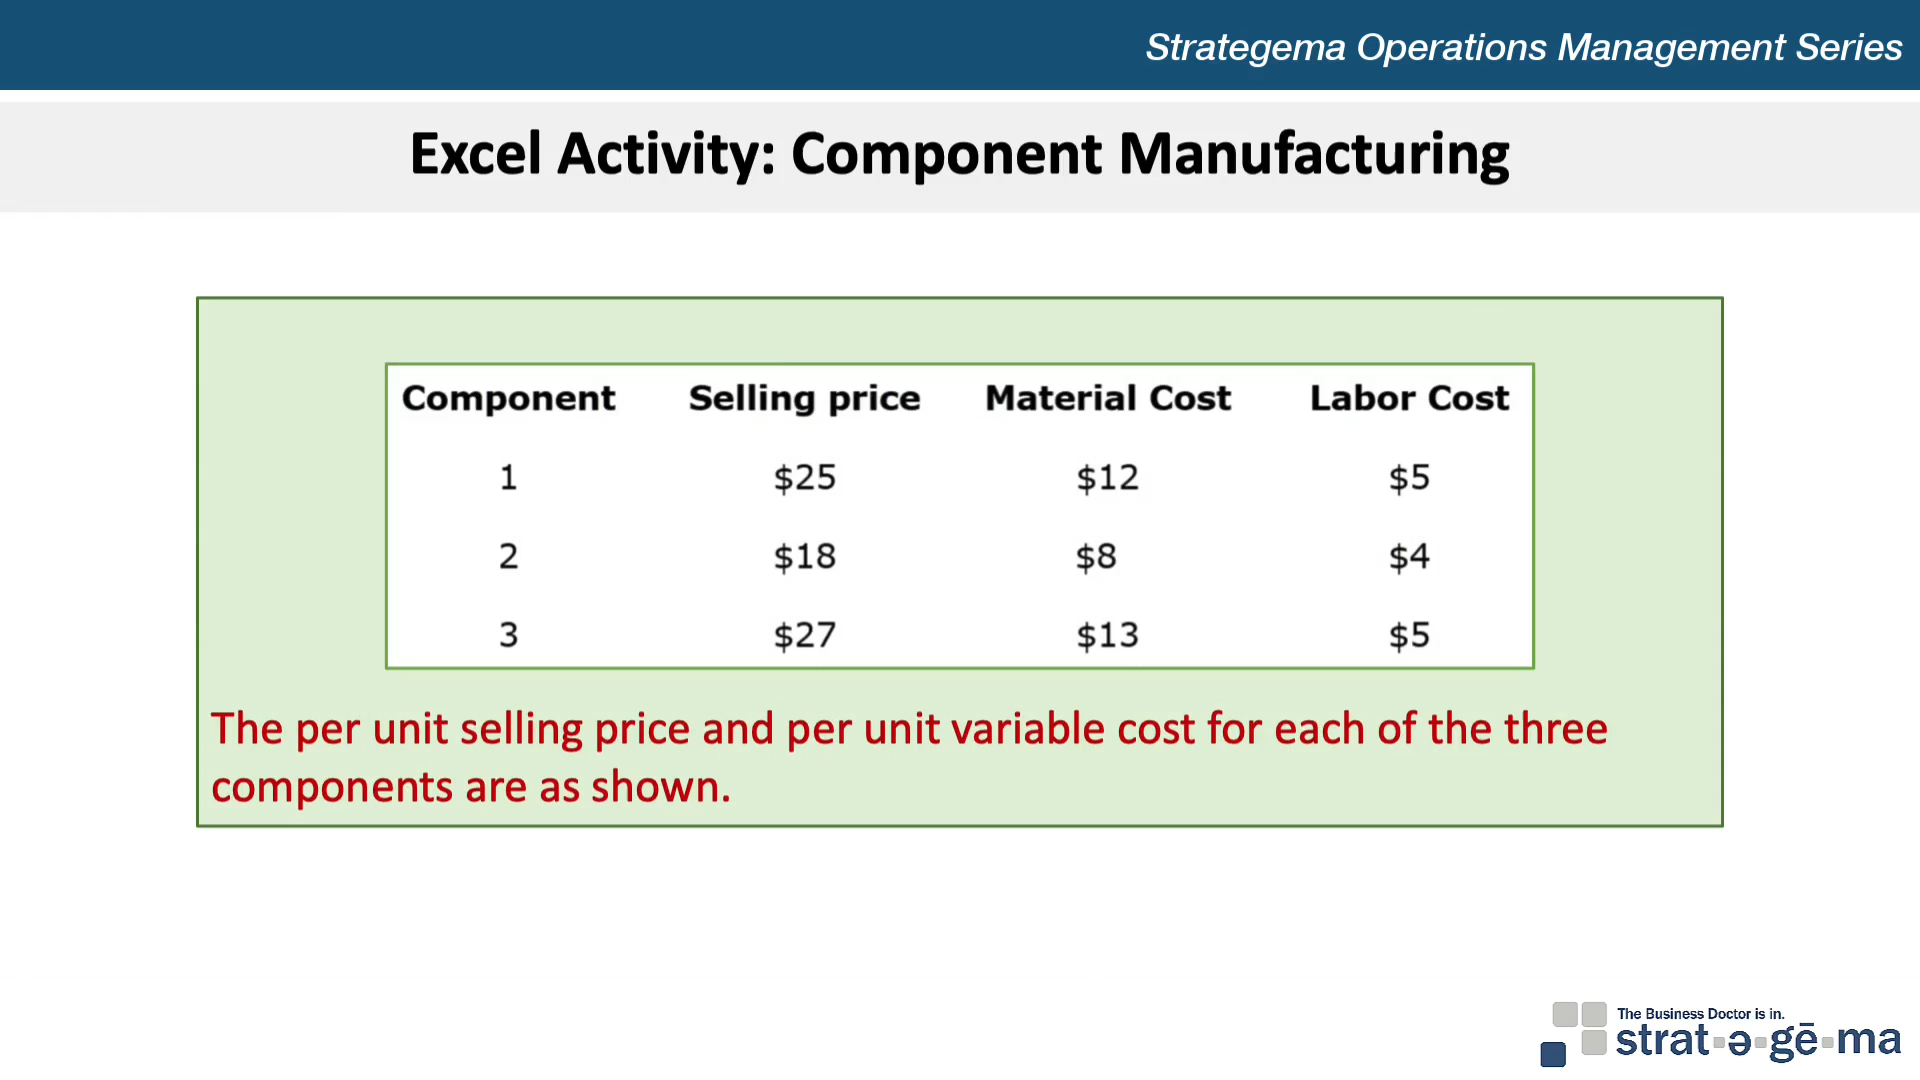 Strategema Operations Management Series
Excel Activity: Component Manufacturing
Component Selling price Material Cost Labor Cost
1 $25 $12 $5
2 $18 $8 $4
3 $27 $13 $5
The per unit selling price and per unit variable cost for each of the three
components are as shown.
The Business Doctor is in.
strat▪ə▪gē▪ma